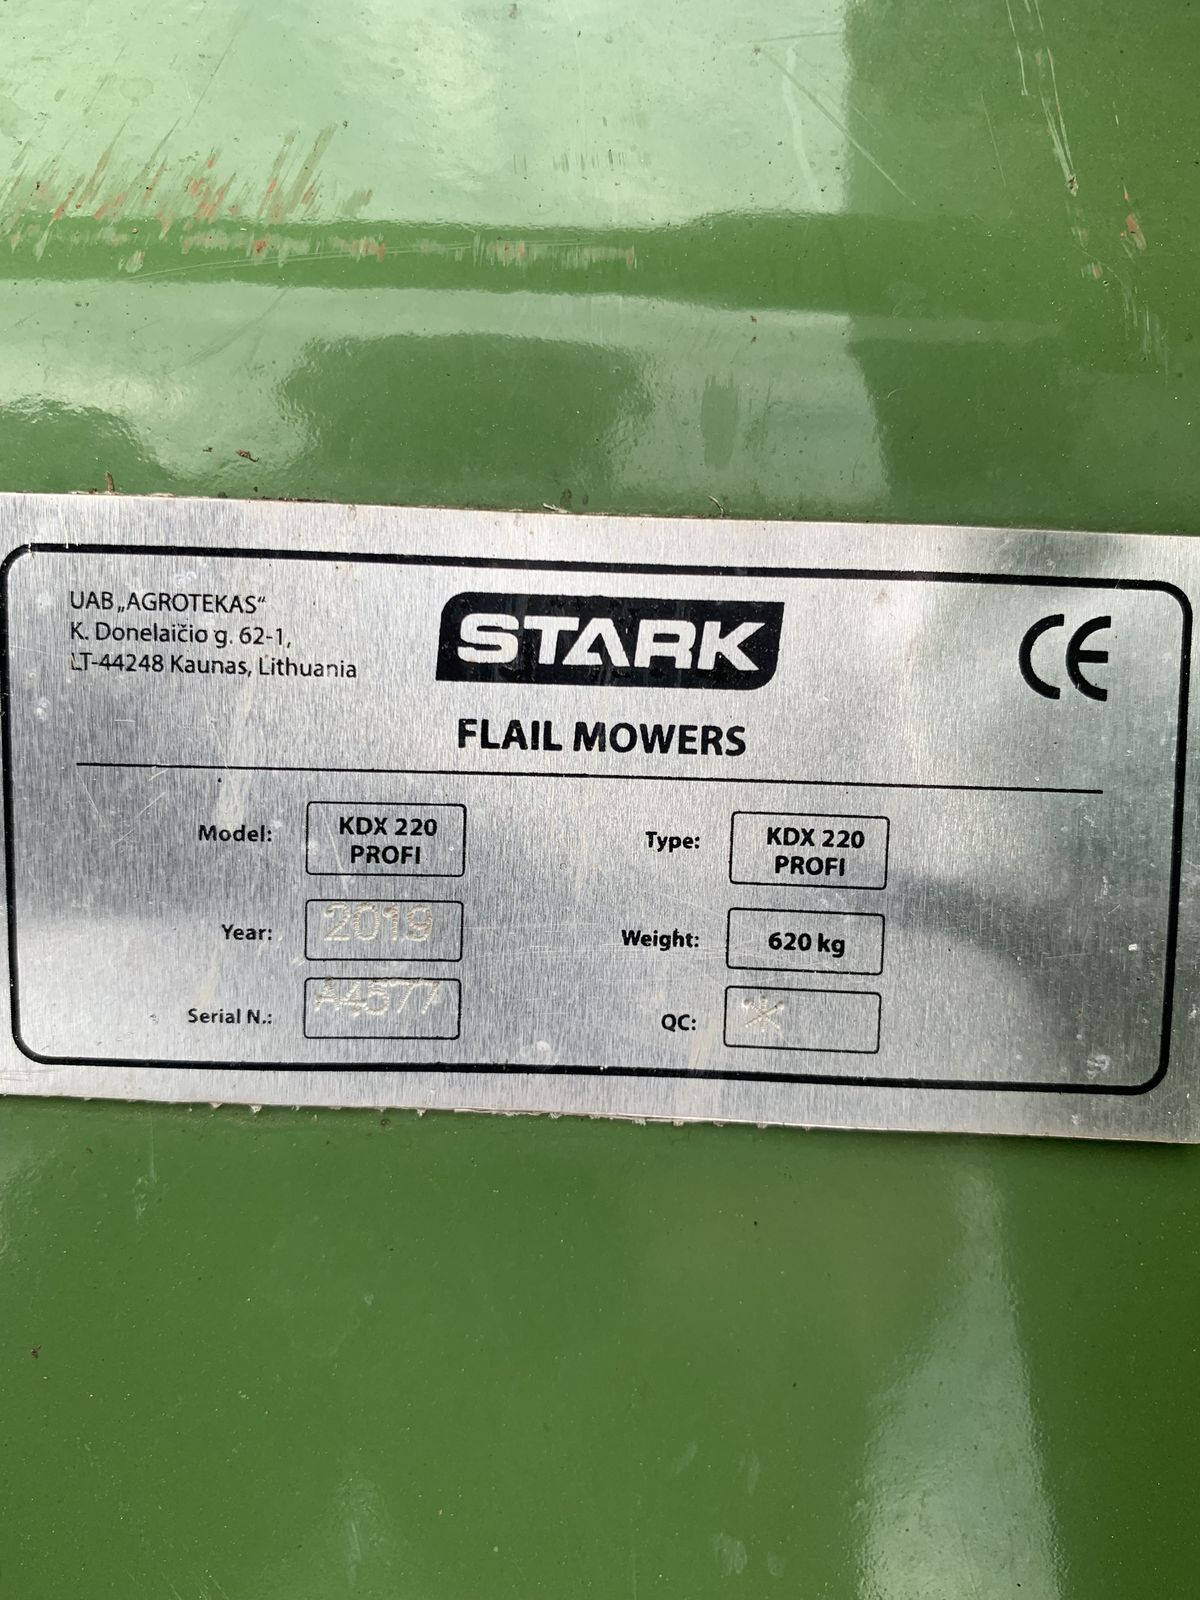 UAB „AGROTEKAS“
K. Donelaičio g. 62-1,
LT-44248 Kaunas, Lithuania
STARK
CE
FLAIL MOWERS
Model: KDX 220 PROFI
Type: KDX 220 PROFI
Year: 2019
Weight: 620 kg
Serial N.: A4577
QC: